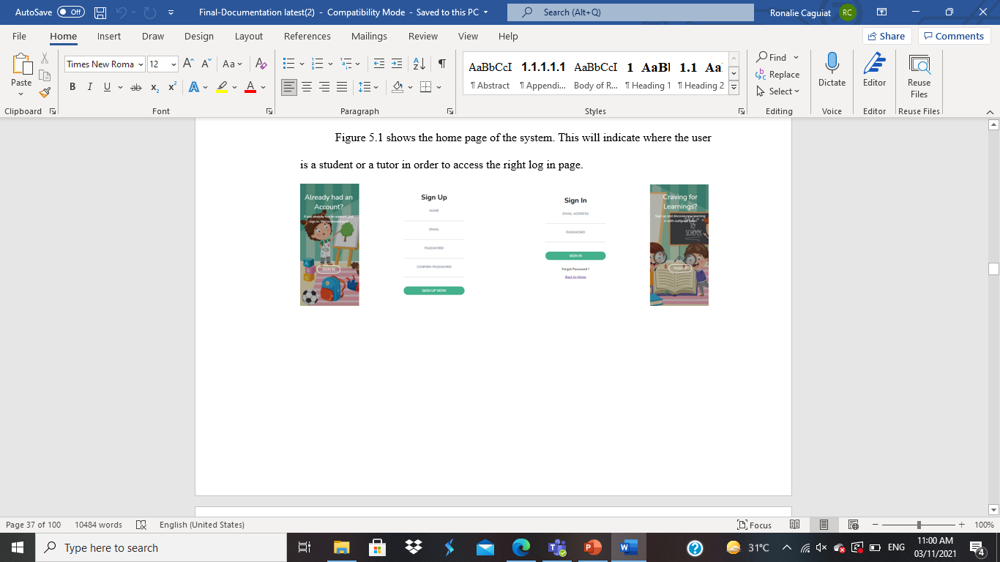 AutoSave Off Final-Documentation latest(2) - Compatibility Mode - Saved to this PC Search (Alt+Q) Ronalie Caguiat RC
File Home Insert Draw Design Layout References Mailings Review View Help Share Comments
Paste
Clipboard
Times New Roma 12
Aa
B I U ab x₂ x² A A
Font
Paragraph
AaBbCcI 1.1.1.1.1 AaBbCcI 1 AaBl 1.1 Aa
¶ Abstract ¶ Appendi... Body of R... ¶ Heading 1 ¶ Heading 2
Styles
Find
Replace
Select
Editing
Dictate
Voice
Editor
Editor
Reuse
Files
Reuse Files
Figure 5.1 shows the home page of the system. This will indicate where the user
is a student or a tutor in order to access the right log in page.
Already had an
Account?
If you already has an account, just
sign in. We've missed you!
SIGN IN
Sign Up
NAME
EMAIL
PASSWORD
CONFIRM PASSWORD
SIGN UP NOW
Sign In
EMAIL ADDRESS
PASSWORD
SIGN IN
Forgot Password ?
Back to Home
Craving for
Learnings?
Sign up and discover your learning
in with our great tutor!
TO
SCHOOL
SIGN UP
Page 37 of 100 10484 words English (United States) Focus 100%
Type here to search 31°C ENG 11:00 AM
03/11/2021
4